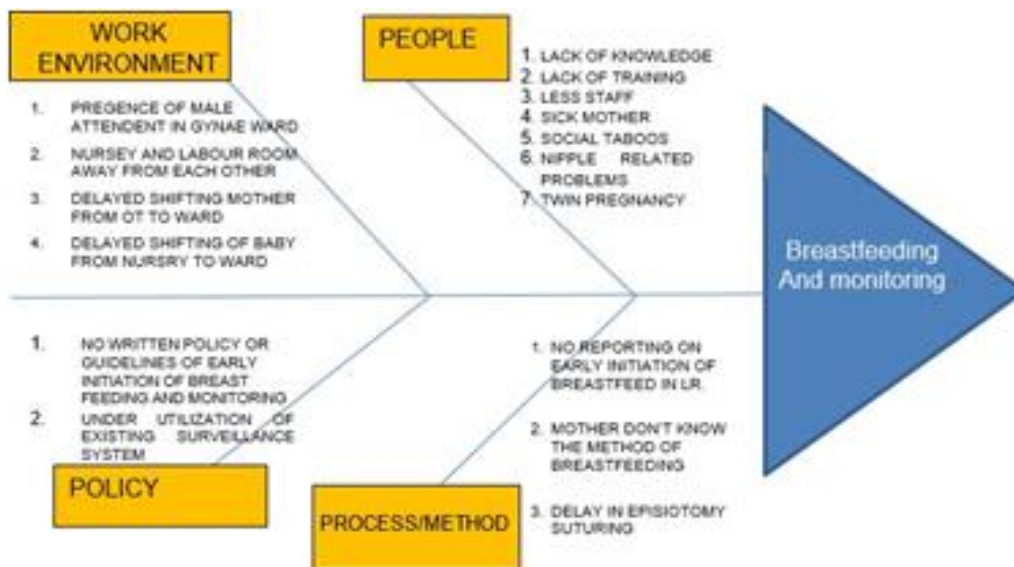 WORK
ENVIRONMENT
1. PREGENCE OF MALE
ATTENDENT IN GYNAE WARD
2. NURSEY AND LABOUR ROOM
AWAY FROM EACH OTHER
3. DELAYED SHIFTING MOTHER
FROM OT TO WARD
4. DELAYED SHIFTING OF BABY
FROM NURSRY TO WARD
PEOPLE
1. LACK OF KNOWLEDGE
2. LACK OF TRAINING
3. LESS STAFF
4. SICK MOTHER
5. SOCIAL TABOOS
6. NIPPLE RELATED
PROBLEMS
7. TWIN PREGNANCY
Breastfeeding
And monitoring
1. NO WRITTEN POLICY OR
GUIDELINES OF EARLY
INITIATION OF BREAST
FEEDING AND MONITORING
2. UNDER UTILIZATION OF
EXISTING SURVEILLANCE
SYSTEM
POLICY
1. NO REPORTING ON
EARLY INITIATION OF
BREASTFEED IN LR.
2. MOTHER DON'T KNOW
THE METHOD OF
BREASTFEEDING
3. DELAY IN EPISIOTOMY
SUTURING
PROCESS/METHOD